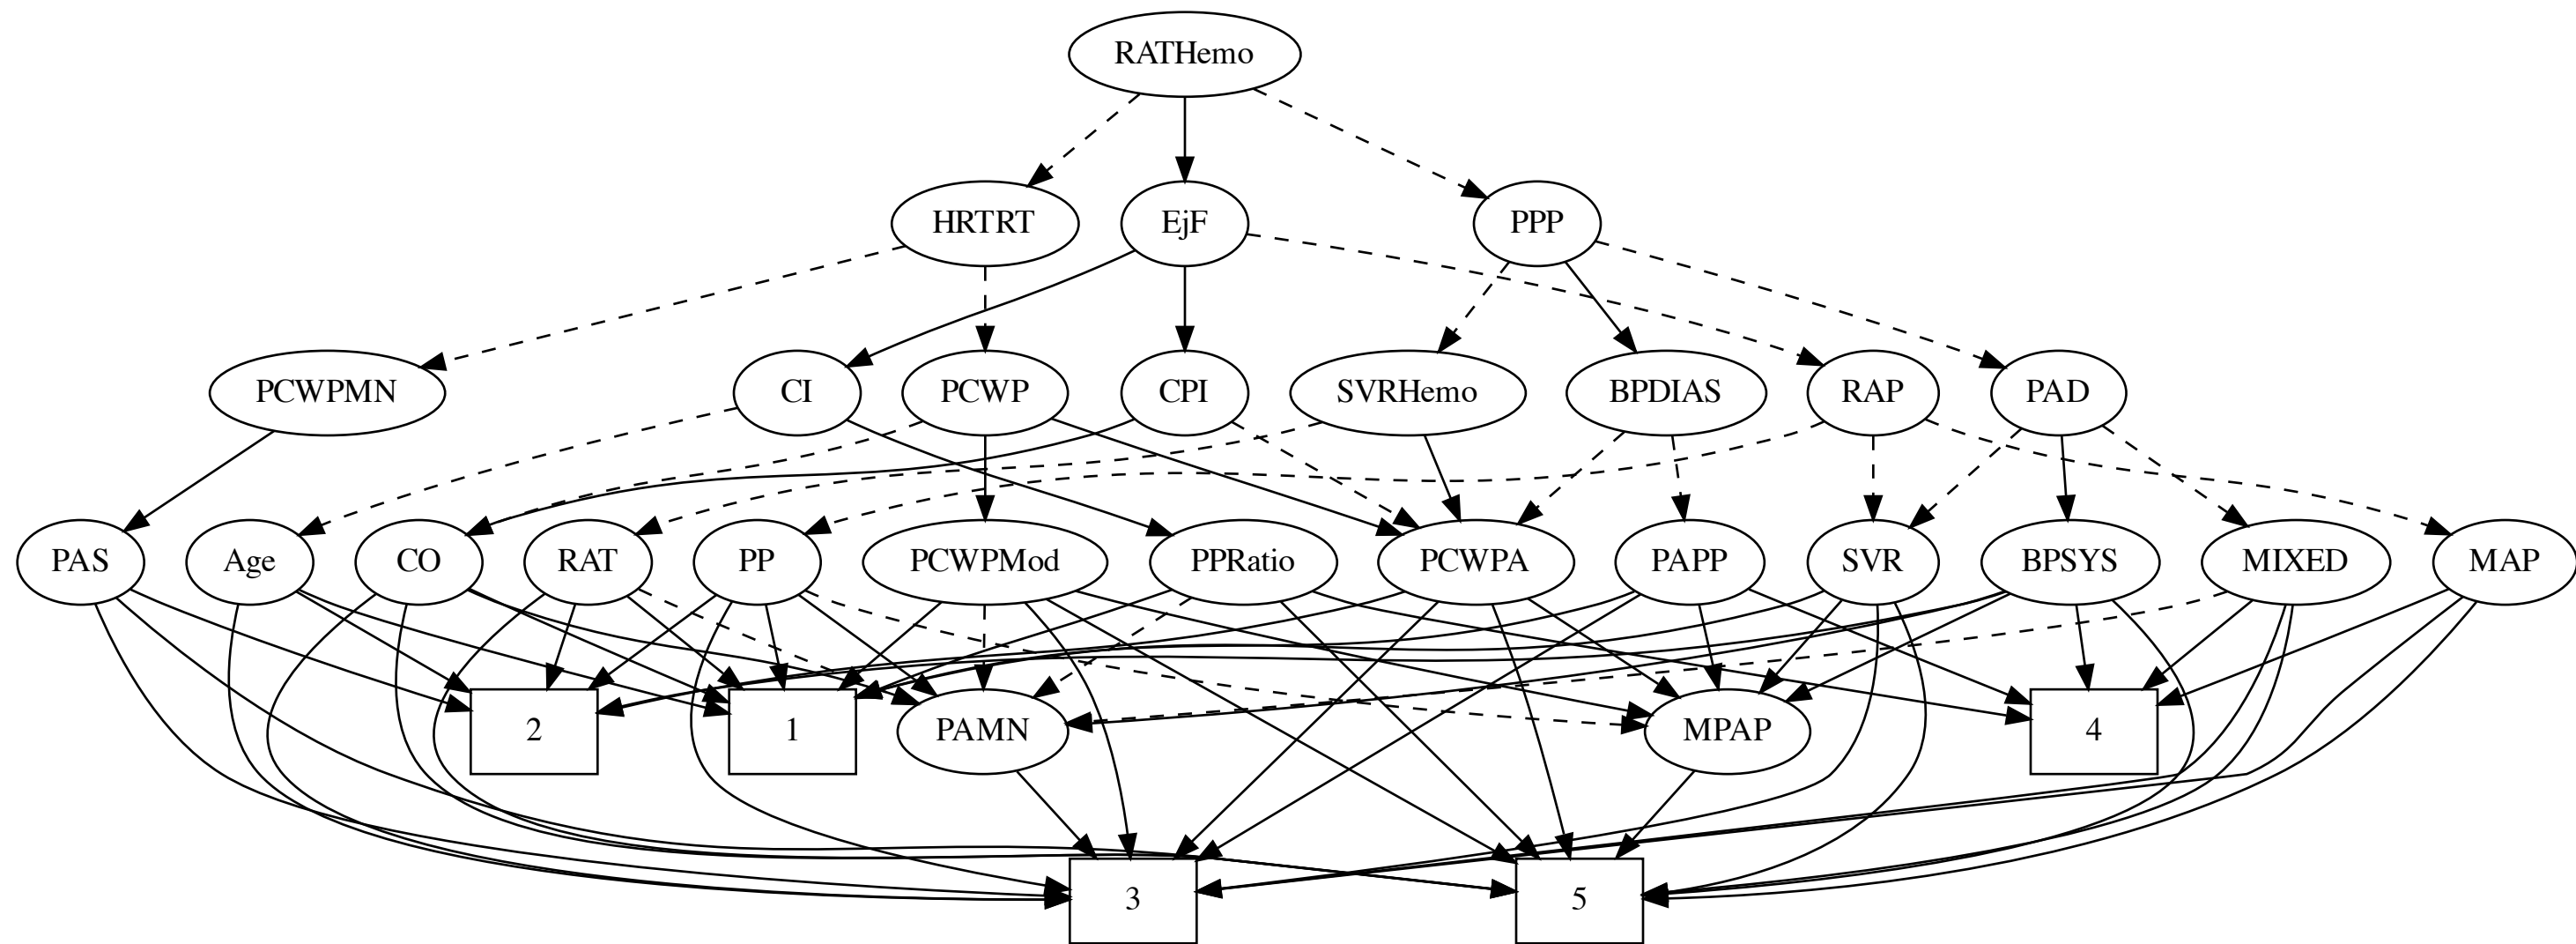 RATHemo
HRTRT
EjF
PPP
PCWPMN
CI
PCWP
CPI
SVRHemo
BPDIAS
RAP
PAD
PAS
Age
CO
RAT
PP
PCWPMod
PPRatio
PCWPA
PAPP
SVR
BPSYS
MIXED
MAP
2
1
PAMN
MPAP
4
3
5